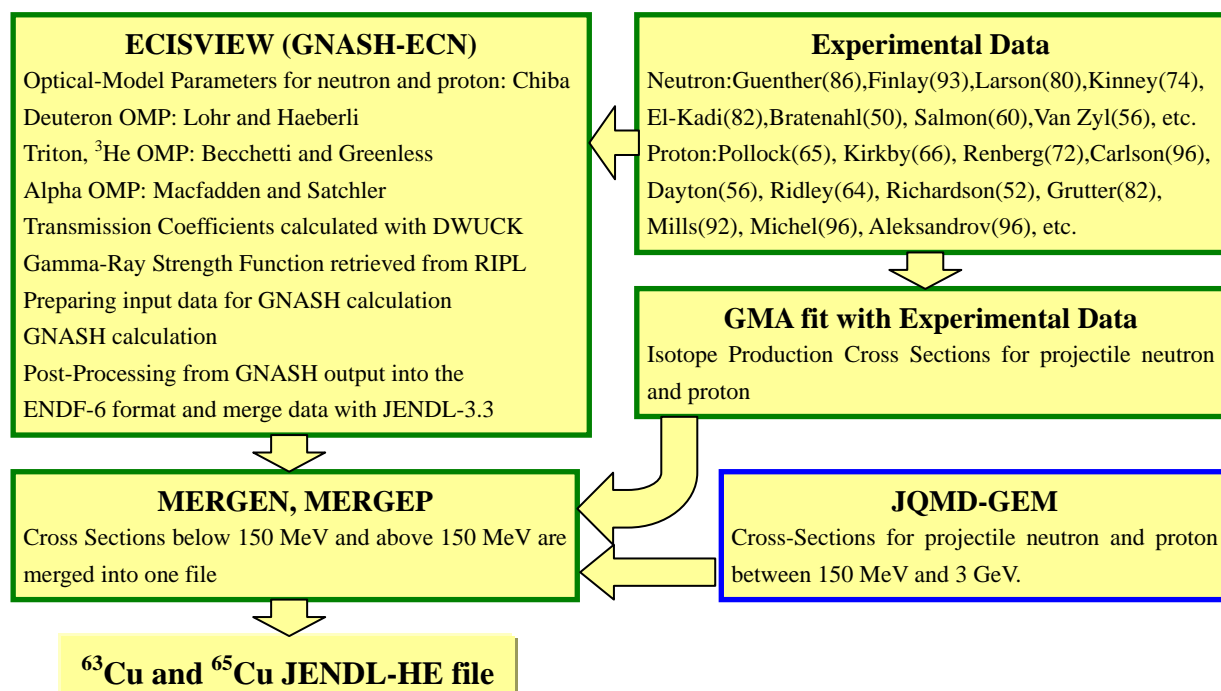 ECISVIEW (GNASH-ECN)
Optical-Model Parameters for neutron and proton: Chiba
Deuteron OMP: Lohr and Haeberli
Triton, ³He OMP: Becchetti and Greenless
Alpha OMP: Macfadden and Satchler
Transmission Coefficients calculated with DWUCK
Gamma-Ray Strength Function retrieved from RIPL
Preparing input data for GNASH calculation
GNASH calculation
Post-Processing from GNASH output into the
ENDF-6 format and merge data with JENDL-3.3
Experimental Data
Neutron:Guenther(86),Finlay(93),Larson(80),Kinney(74),
El-Kadi(82),Bratenahl(50), Salmon(60),Van Zyl(56), etc.
Proton:Pollock(65), Kirkby(66), Renberg(72),Carlson(96),
Dayton(56), Ridley(64), Richardson(52), Grutter(82),
Mills(92), Michel(96), Aleksandrov(96), etc.
GMA fit with Experimental Data
Isotope Production Cross Sections for projectile neutron
and proton
MERGEN, MERGEP
Cross Sections below 150 MeV and above 150 MeV are
merged into one file
JQMD-GEM
Cross-Sections for projectile neutron and proton
between 150 MeV and 3 GeV.
⁶³Cu and ⁶⁵Cu JENDL-HE file